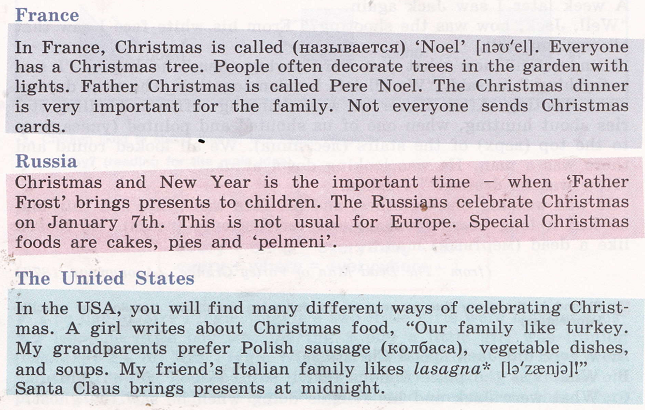 France
In France, Christmas is called (называется) ‘Noel’ [nəʊ′el]. Everyone
has a Christmas tree. People often decorate trees in the garden with
lights. Father Christmas is called Pere Noel. The Christmas dinner
is very important for the family. Not everyone sends Christmas
cards.
Russia
Christmas and New Year is the important time – when ‘Father
Frost’ brings presents to children. The Russians celebrate Christmas
on January 7th. This is not usual for Europe. Special Christmas
foods are cakes, pies and ‘pelmeni’.
The United States
In the USA, you will find many different ways of celebrating Christ-
mas. A girl writes about Christmas food, “Our family like turkey.
My grandparents prefer Polish sausage (колбаса), vegetable dishes,
and soups. My friend’s Italian family likes lasagna* [lə′zænjə]!”
Santa Claus brings presents at midnight.